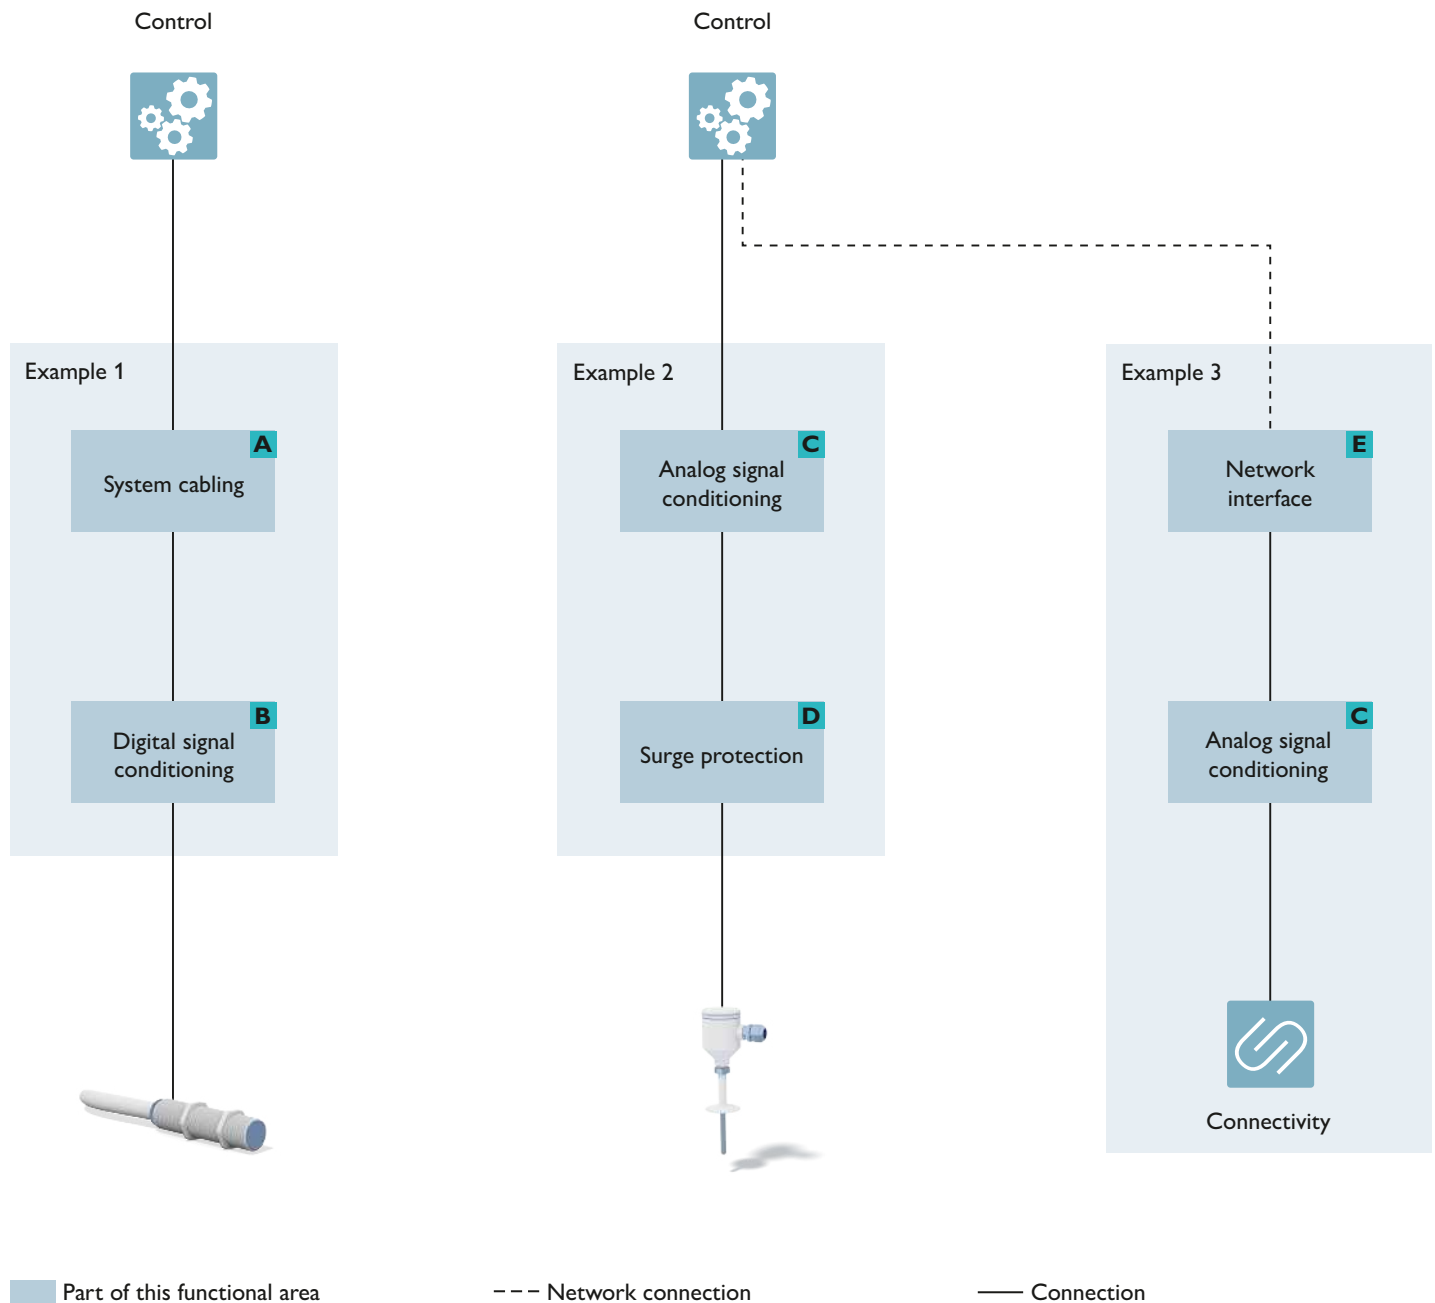 Control
Control
Example 1
Example 2
Example 3
A
System cabling
C
Analog signal
conditioning
E
Network
interface
B
Digital signal
conditioning
D
Surge protection
C
Analog signal
conditioning
Connectivity
Part of this functional area
Network connection
Connection